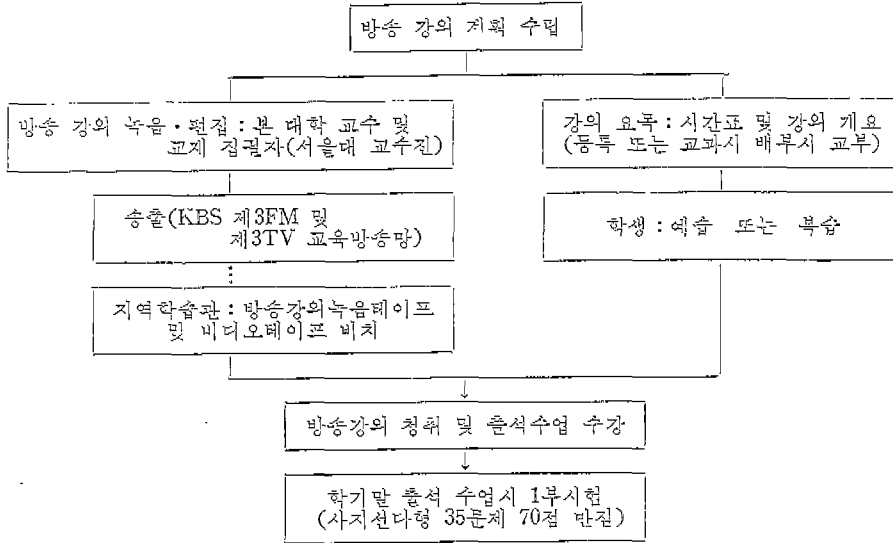 방송 강의 계획 수립
방송 강의 녹음·편집 : 본 대학 교수 및
교재 집필자(서울대 교수진)
강의 요목 : 시간표 및 강의 개요
(등록 또는 교과서 배부시 교부)
송출(KBS 제3FM 및
제3TV 교육방송망)
학생 : 예습 또는 복습
지역학습관 : 방송강의녹음테이프
및 비디오테이프 비치
방송강의 청취 및 출석수업 수강
학기말 출석 수업시 1부시험
(사지선다형 35문제 70점 만점)